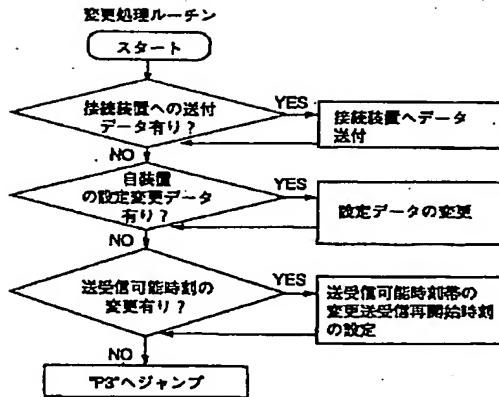 変更処理ルーチン
スタート
接続装置への送付
データ有り?
YES
接続装置へデータ
送付
NO
自装置
の設定変更データ
有り?
YES
設定データの変更
NO
送受信可能時刻の
変更有り?
YES
送受信可能時刻帯の
変更送受信再開始時刻
の設定
NO
"P3"へジャンプ